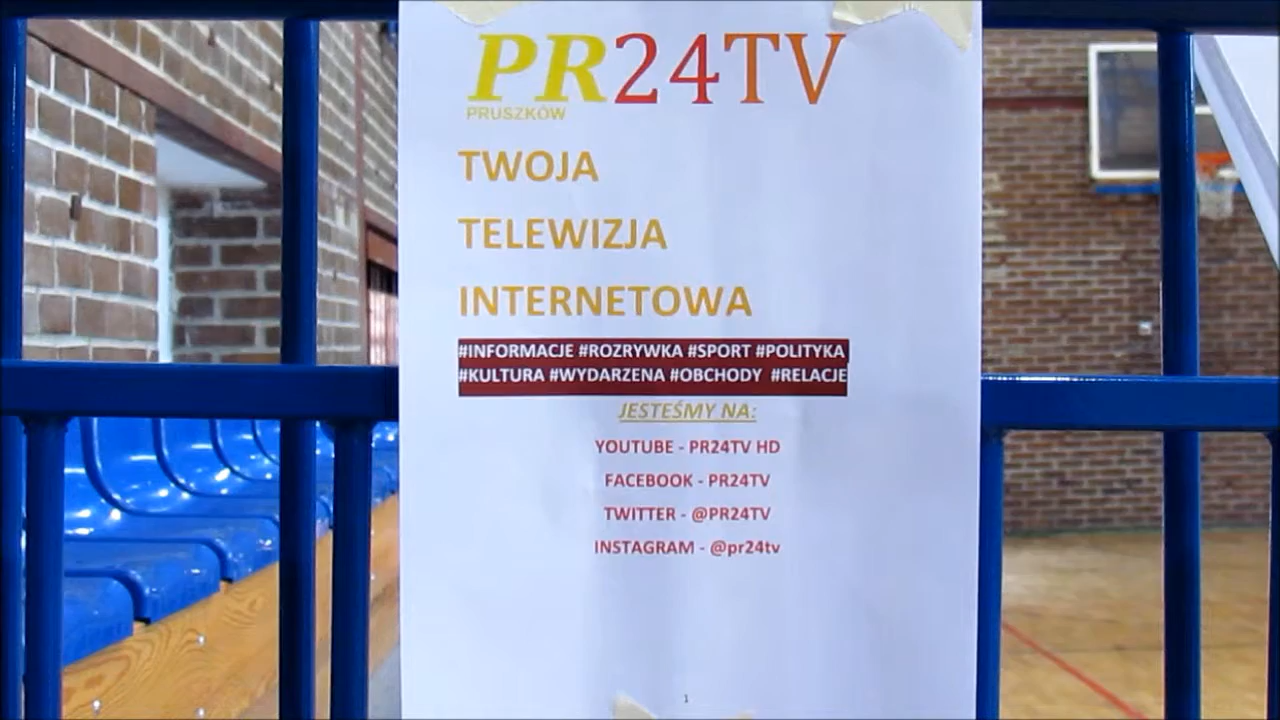 PR24TV
PRUSZKÓW
TWOJA
TELEWIZJA
INTERNETOWA
#INFORMACJE #ROZRYWKA #SPORT #POLITYKA
#KULTURA #WYDARZENA #OBCHODY #RELACJE
JESTEŚMY NA:
YOUTUBE - PR24TV HD
FACEBOOK - PR24TV
TWITTER - @PR24TV
INSTAGRAM - @pr24tv
1